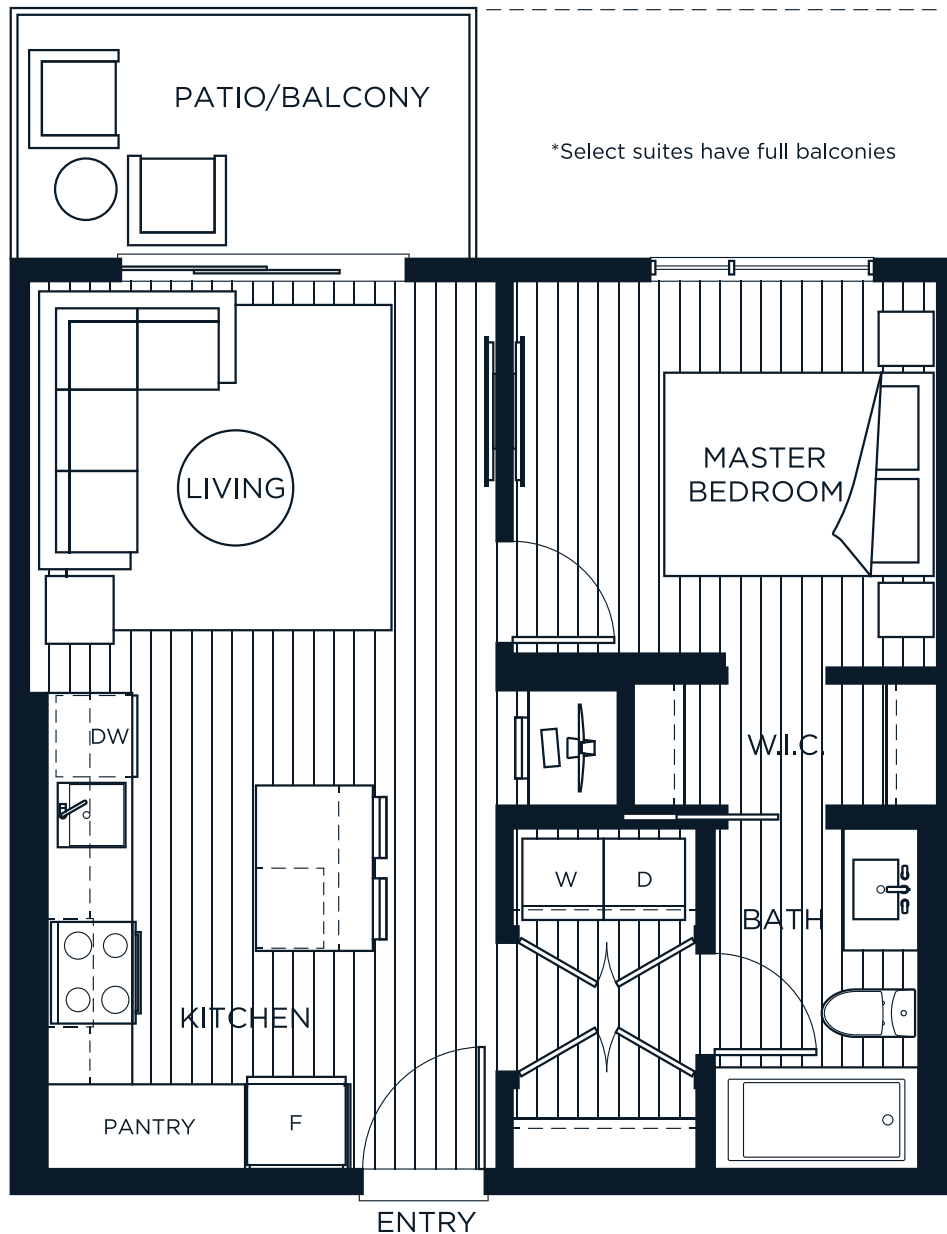 PATIO/BALCONY
*Select suites have full balconies
LIVING
MASTER
BEDROOM
DW
W.I.C.
W
D
BATH
KITCHEN
PANTRY
F
ENTRY